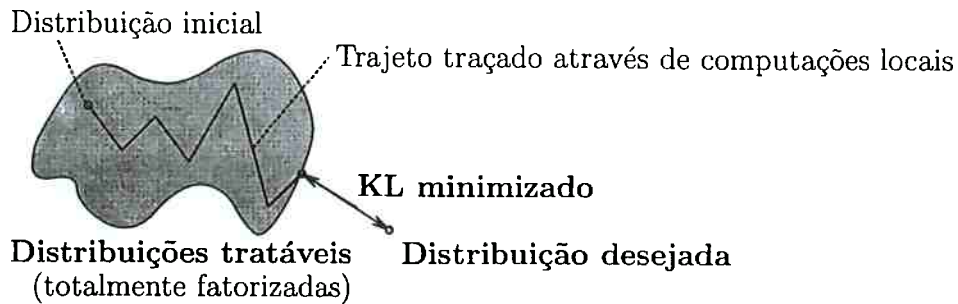 Distribuição inicial
Trajeto traçado através de computações locais
KL minimizado
Distribuições tratáveis
(totalmente fatorizadas)
Distribuição desejada